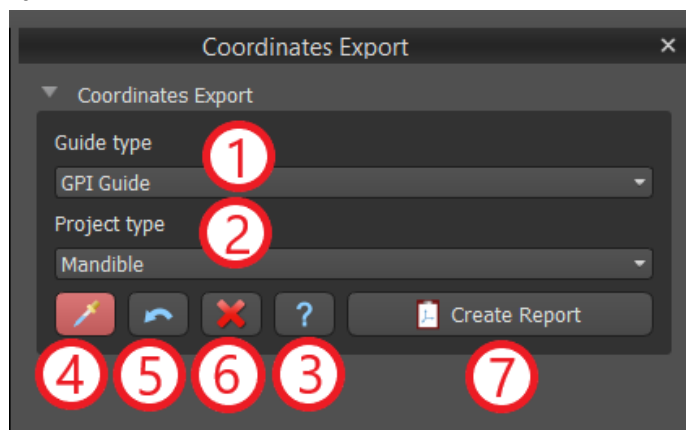 Coordinates Export
Coordinates Export
Guide type
1
GPI Guide
Project type
2
Mandible
? Create Report
4 5 6 3 7